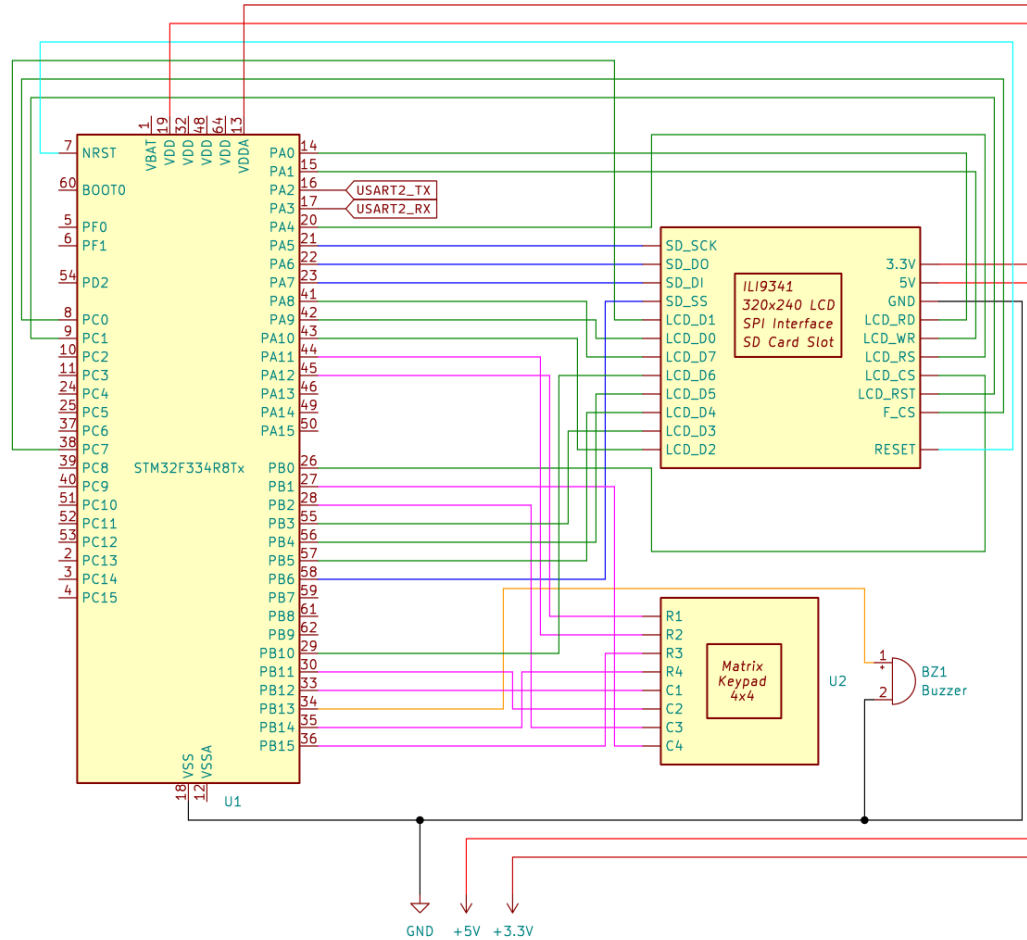 1
19
32
48
64
13
VBAT
VDD
VDD
VDD
VDD
VDDA
7 NRST
60 BOOT0
5 PF0
6 PF1
54 PD2
8 PC0
9 PC1
10 PC2
11 PC3
24 PC4
25 PC5
37 PC6
38 PC7
39 PC8
40 PC9
51 PC10
52 PC11
53 PC12
2 PC13
3 PC14
4 PC15
STM32F334R8Tx
PA0 14
PA1 15
PA2 16
PA3 17
PA4 20
PA5 21
PA6 22
PA7 23
PA8 41
PA9 42
PA10 43
PA11 44
PA12 45
PA13 46
PA14 49
PA15 50
PB0 26
PB1 27
PB2 28
PB3 55
PB4 56
PB5 57
PB6 58
PB7 59
PB8 61
PB9 62
PB10 29
PB11 30
PB12 33
PB13 34
PB14 35
PB15 36
VSS
VSSA
18
12
U1
USART2_TX
USART2_RX
SD_SCK
SD_DO
SD_DI
SD_SS
LCD_D1
LCD_D0
LCD_D7
LCD_D6
LCD_D5
LCD_D4
LCD_D3
LCD_D2
ILI9341
320x240 LCD
SPI Interface
SD Card Slot
3.3V
5V
GND
LCD_RD
LCD_WR
LCD_RS
LCD_CS
LCD_RST
F_CS
RESET
R1
R2
R3
R4
C1
C2
C3
C4
Matrix
Keypad
4x4
U2
1
+
2
BZ1
Buzzer
GND
+5V
+3.3V